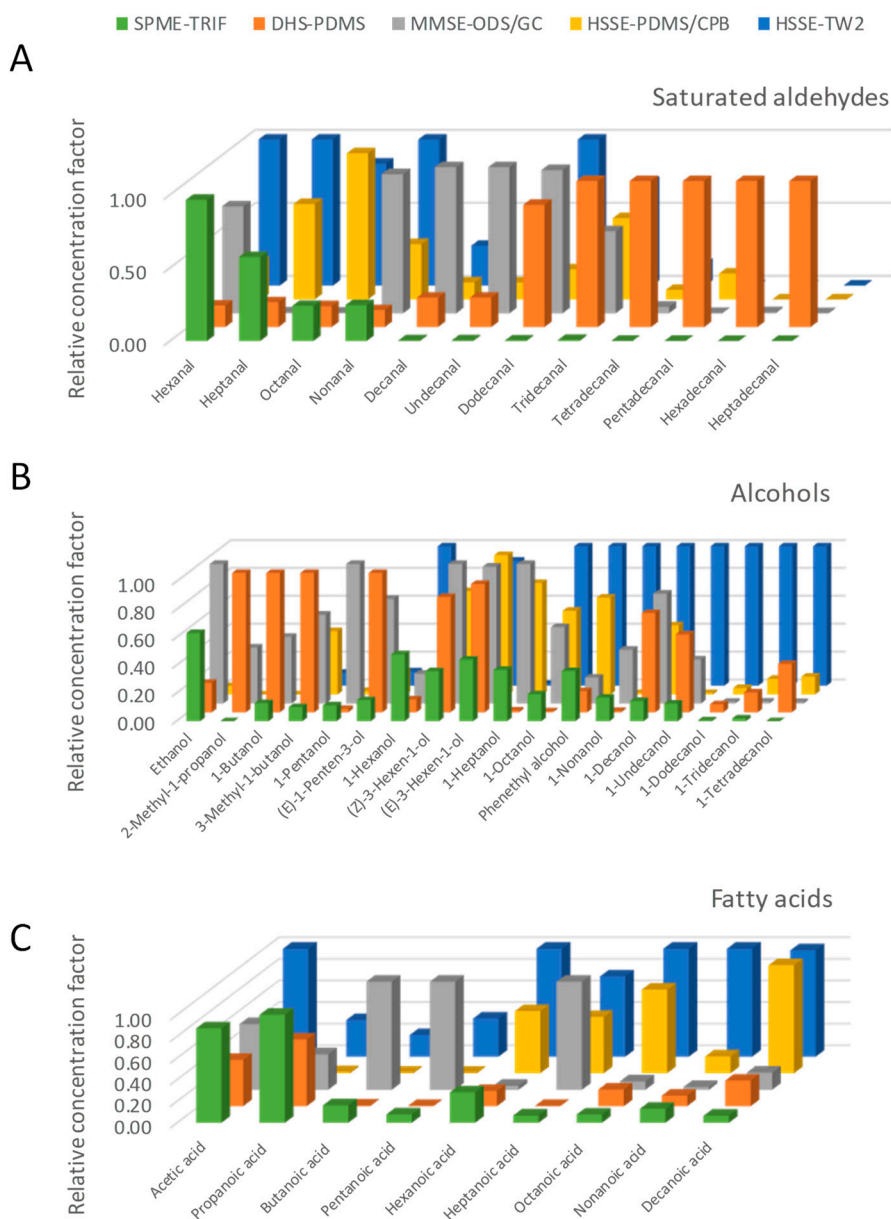 SPME-TRIF DHS-PDMS MMSE-ODS/GC HSSE-PDMS/CPB HSSE-TW2
A
Saturated aldehydes
Relative concentration factor
1.00
0.50
0.00
Hexanal
Heptanal
Octanal
Nonanal
Decanal
Undecanal
Dodecanal
Tridecanal
Tetradecanal
Pentadecanal
Hexadecanal
Heptadecanal
B
Alcohols
Relative concentration factor
1.00
0.80
0.60
0.40
0.20
0.00
Ethanol
2-Methyl-1-propanol
1-Butanol
3-Methyl-1-butanol
1-Pentanol
(E)-1-Penten-3-ol
1-Hexanol
(Z)-3-Hexen-1-ol
(E)-3-Hexen-1-ol
1-Heptanol
1-Octanol
Phenethyl alcohol
1-Nonanol
1-Decanol
1-Undecanol
1-Dodecanol
1-Tridecanol
1-Tetradecanol
C
Fatty acids
Relative concentration factor
1.00
0.80
0.60
0.40
0.20
0.00
Acetic acid
Propanoic acid
Butanoic acid
Pentanoic acid
Hexanoic acid
Heptanoic acid
Octanoic acid
Nonanoic acid
Decanoic acid